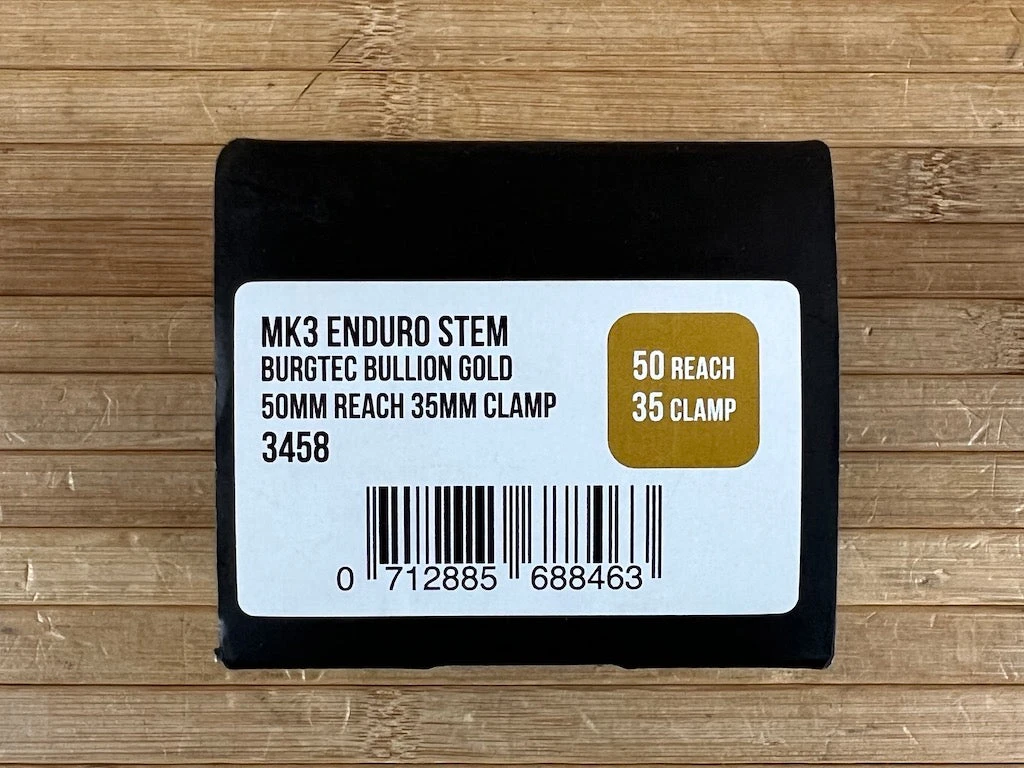 MK3 ENDURO STEM
BURGTEC BULLION GOLD
50MM REACH 35MM CLAMP
3458
50 REACH
35 CLAMP
0 712885 688463